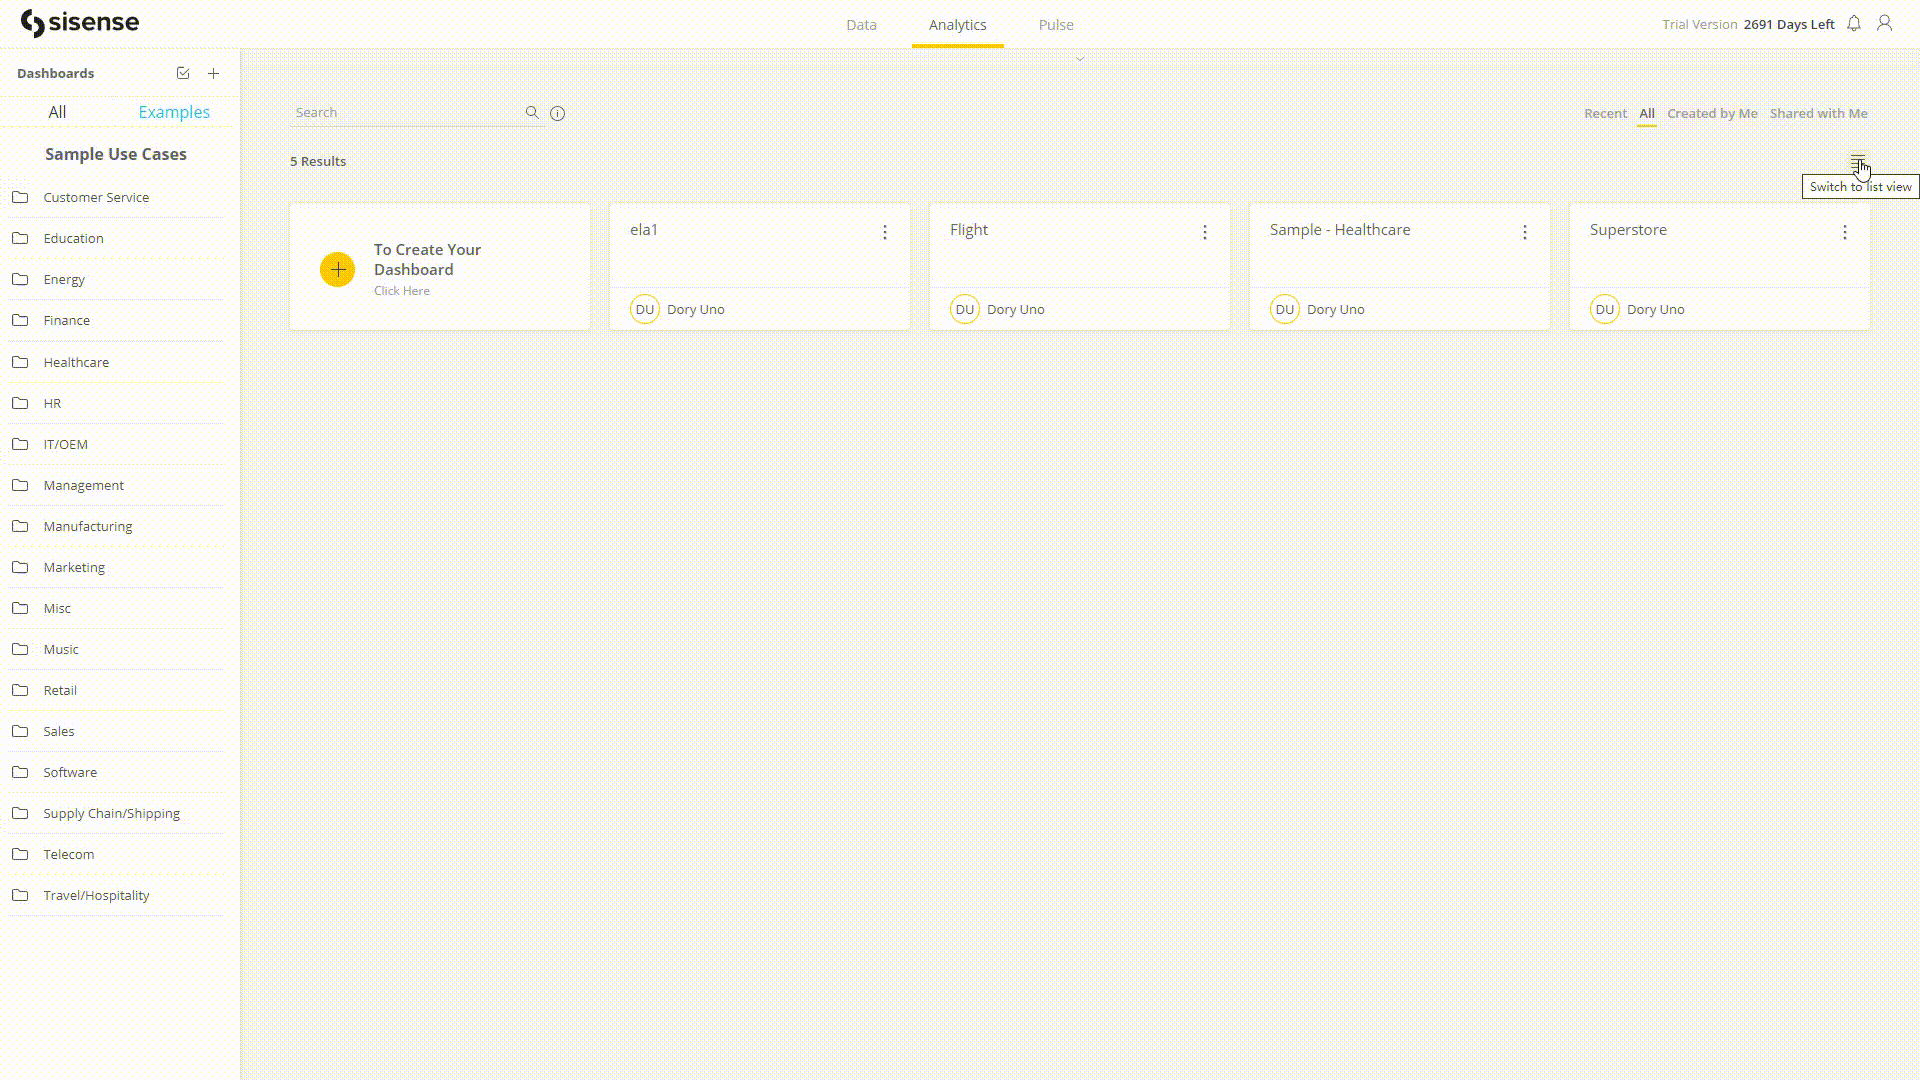 sisense
Data
Analytics
Pulse
Trial Version 2691 Days Left
Dashboards
All
Examples
Sample Use Cases
Customer Service
Education
Energy
Finance
Healthcare
HR
IT/OEM
Management
Manufacturing
Marketing
Misc
Music
Retail
Sales
Software
Supply Chain/Shipping
Telecom
Travel/Hospitality
Search
Recent
All
Created by Me
Shared with Me
5 Results
Switch to list view
To Create Your
Dashboard
Click Here
ela1
DU Dory Uno
Flight
DU Dory Uno
Sample - Healthcare
DU Dory Uno
Superstore
DU Dory Uno